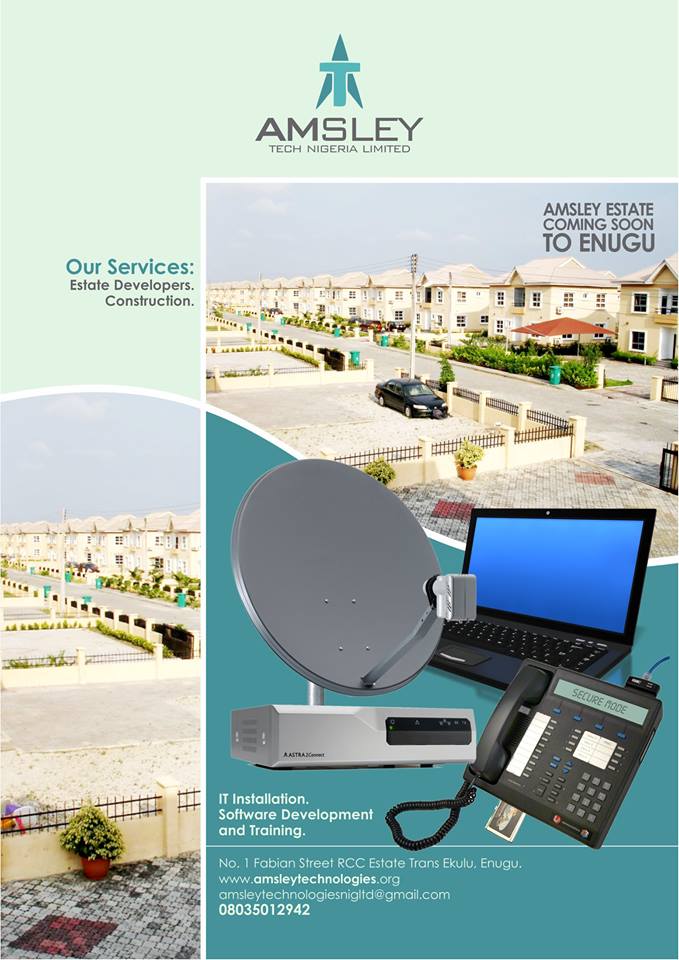 AMSLEY
TECH NIGERIA LIMITED
AMSLEY ESTATE
COMING SOON
TO ENUGU
Our Services:
Estate Developers.
Construction.
SECURE MODE
ASTRA2Connect
IT Installation.
Software Development
and Training.
No. 1 Fabian Street RCC Estate Trans Ekulu, Enugu.
www.amsleytechnologies.org
amsleytechnologiesnigltd@gmail.com
08035012942